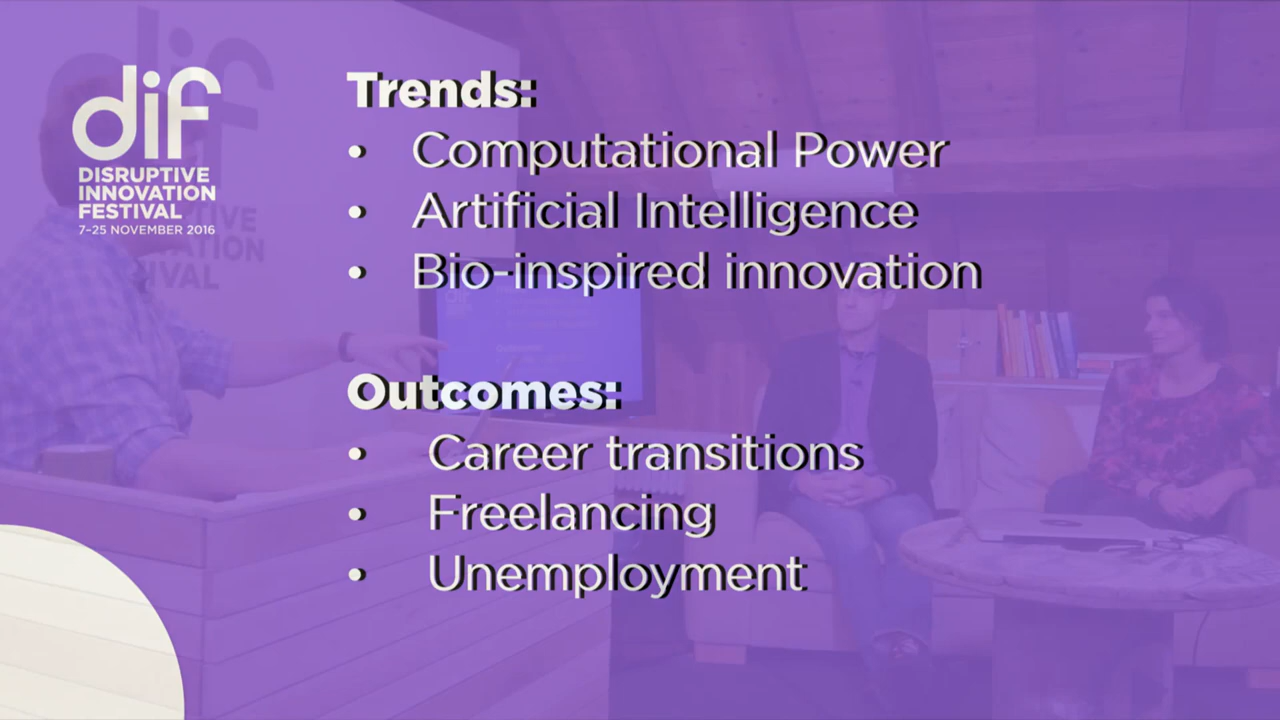 dif
DISRUPTIVE
INNOVATION
FESTIVAL
7–25 NOVEMBER 2016
Trends:
• Computational Power
• Artificial Intelligence
• Bio-inspired innovation
Outcomes:
• Career transitions
• Freelancing
• Unemployment